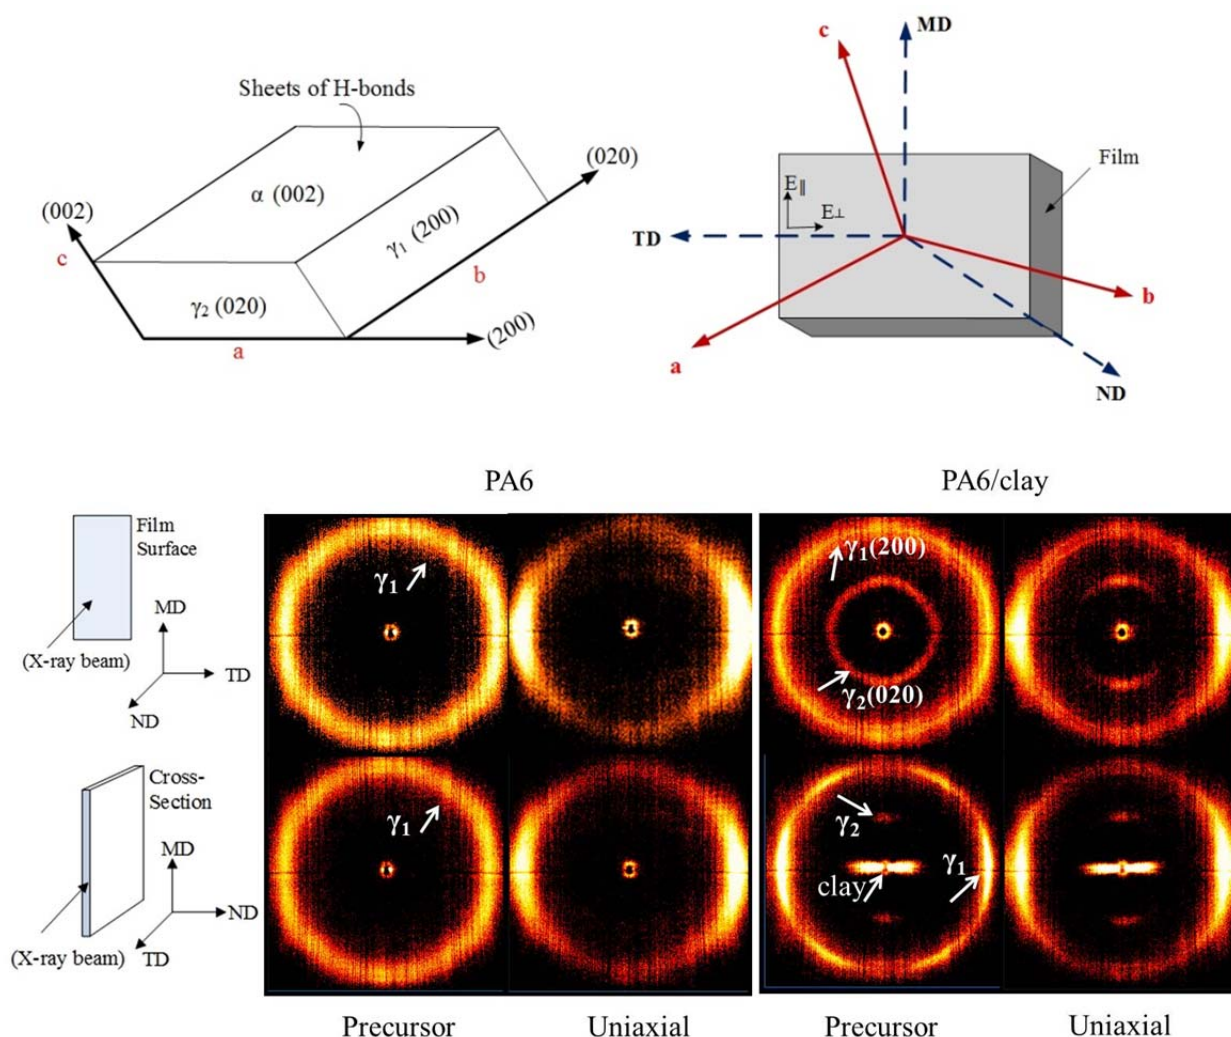 Sheets of H-bonds
(002)
c
α (002)
γ₁ (200)
γ₂ (020)
(020)
b
a
(200)
c
MD
Film
E∥
E⊥
TD
b
a
ND
PA6
PA6/clay
Film
Surface
MD
(X-ray beam)
TD
ND
γ₁
γ₁(200)
γ₂(020)
Cross-
Section
MD
ND
(X-ray beam)
TD
γ₁
γ₂
clay
γ₁
Precursor
Uniaxial
Precursor
Uniaxial